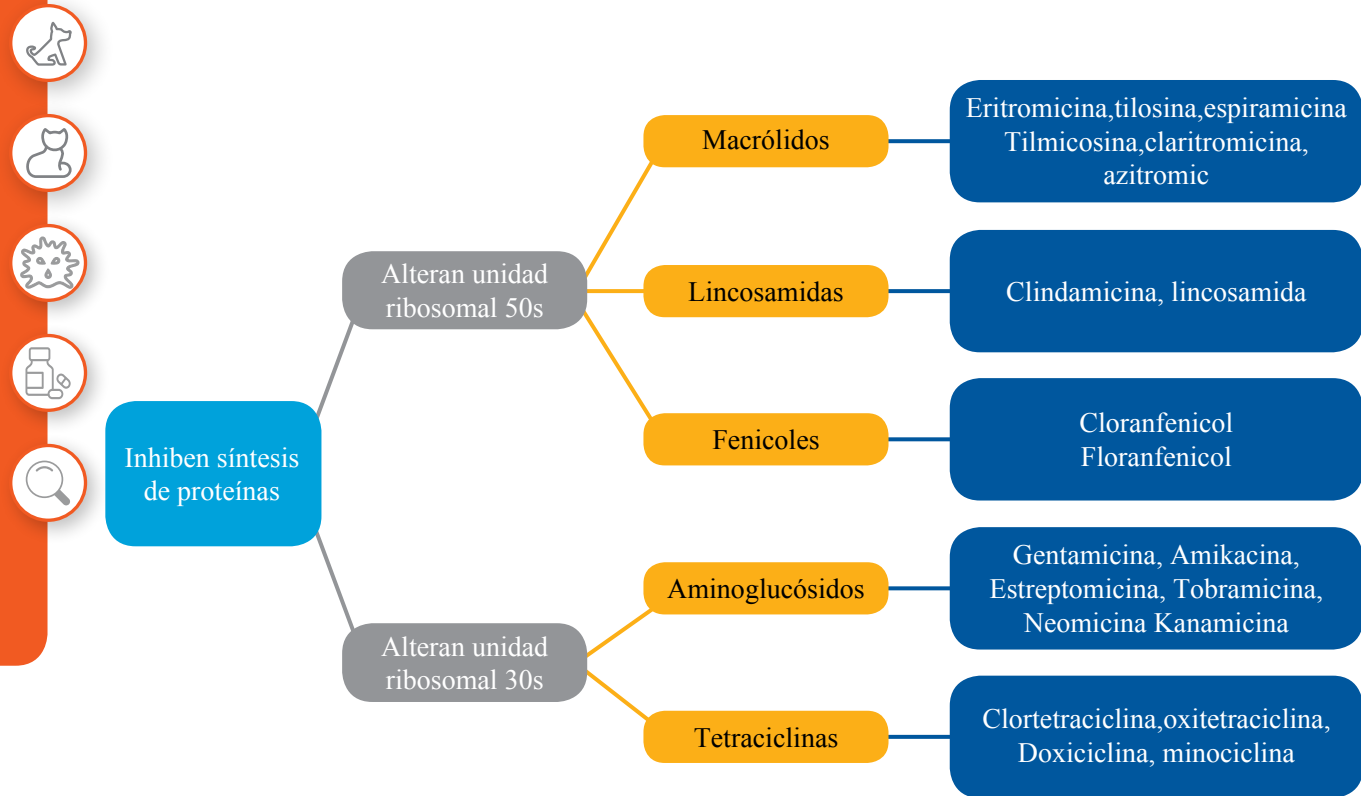 Inhiben síntesis
de proteínas
Alteran unidad
ribosomal 50s
Macrólidos
Eritromicina,tilosina,espiramicina
Tilmicosina,claritromicina,
azitromic
Lincosamidas
Clindamicina, lincosamida
Fenicoles
Cloranfenicol
Floranfenicol
Alteran unidad
ribosomal 30s
Aminoglucósidos
Gentamicina, Amikacina,
Estreptomicina, Tobramicina,
Neomicina Kanamicina
Tetraciclinas
Clortetraciclina,oxitetraciclina,
Doxiciclina, minociclina